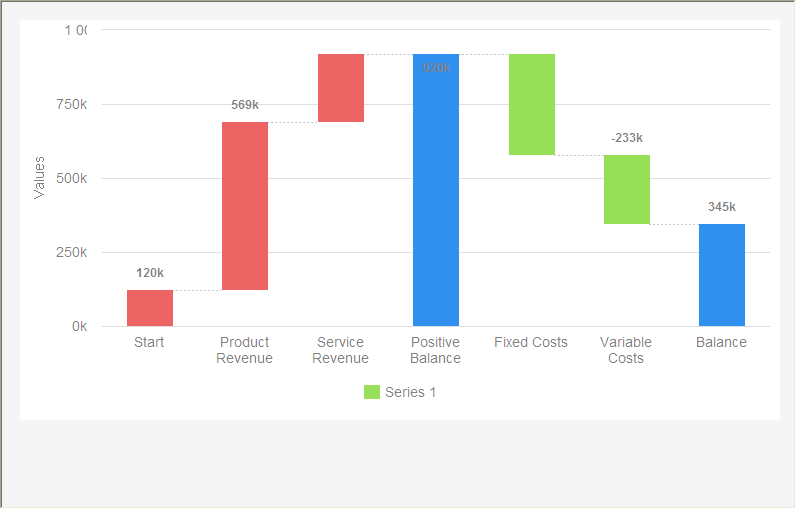 1 00
Values
750k
500k
250k
0k
120k
569k
920k
-233k
345k
Start
Product
Revenue
Service
Revenue
Positive
Balance
Fixed Costs
Variable
Costs
Balance
Series 1